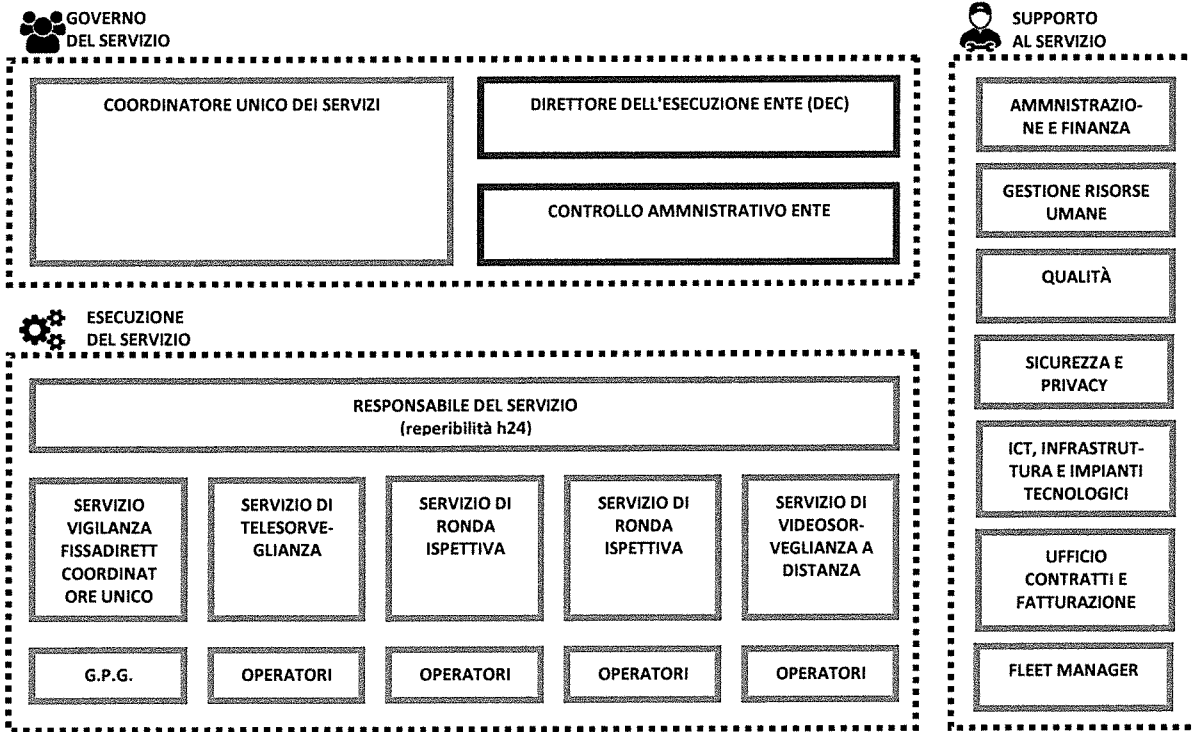 GOVERNO
DEL SERVIZIO
COORDINATORE UNICO DEI SERVIZI
DIRETTORE DELL'ESECUZIONE ENTE (DEC)
CONTROLLO AMMNISTRATIVO ENTE
ESECUZIONE
DEL SERVIZIO
RESPONSABILE DEL SERVIZIO
(reperibilità h24)
SERVIZIO
VIGILANZA
FISSADIRETT
COORDINAT
ORE UNICO
SERVIZIO DI
TELESORVE-
GLIANZA
SERVIZIO DI
RONDA
ISPETTIVA
SERVIZIO DI
RONDA
ISPETTIVA
SERVIZIO DI
VIDEOSOR-
VEGLIANZA A
DISTANZA
G.P.G.
OPERATORI
OPERATORI
OPERATORI
OPERATORI
SUPPORTO
AL SERVIZIO
AMMNISTRAZIO-
NE E FINANZA
GESTIONE RISORSE
UMANE
QUALITÀ
SICUREZZA E
PRIVACY
ICT, INFRASTRUT-
TURA E IMPIANTI
TECNOLOGICI
UFFICIO
CONTRATTI E
FATTURAZIONE
FLEET MANAGER